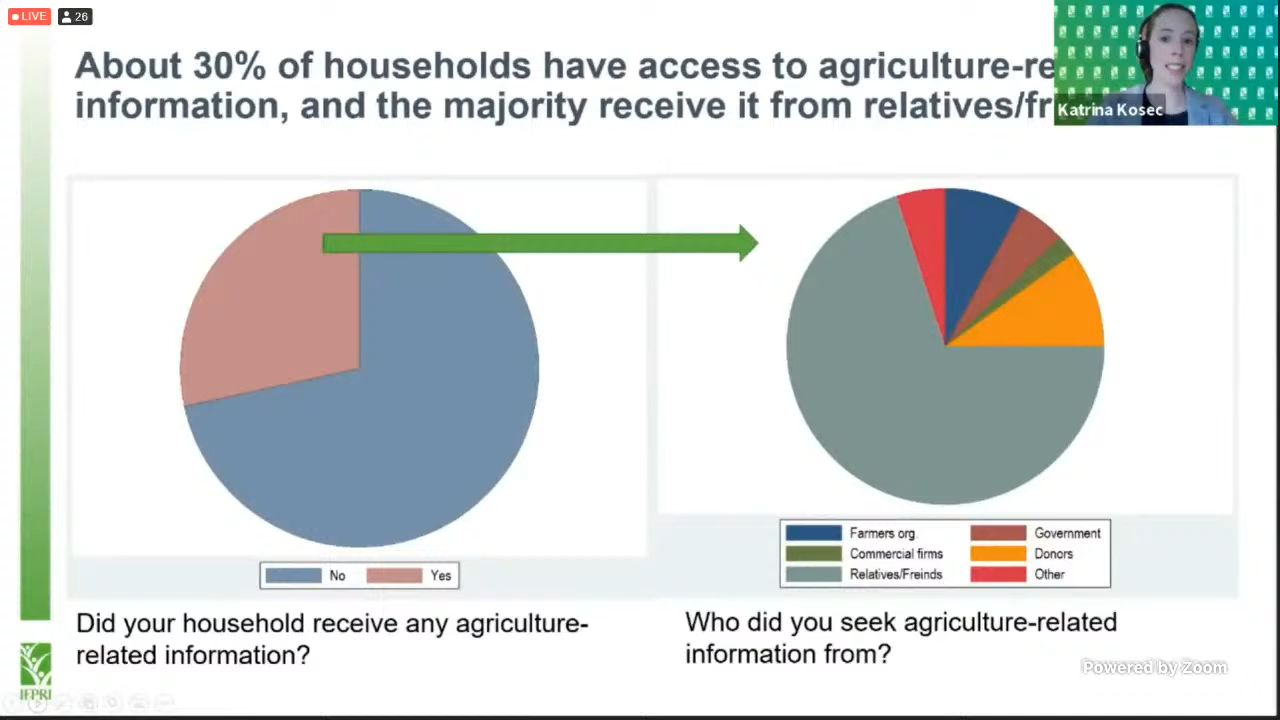 LIVE 26
About 30% of households have access to agriculture-re
information, and the majority receive it from relatives/fr
Katrina Kosec
No Yes
Farmers org. Government
Commercial firms Donors
Relatives/Freinds Other
Did your household receive any agriculture-
related information?
Who did you seek agriculture-related
information from?
Powered by Zoom
IFPRI